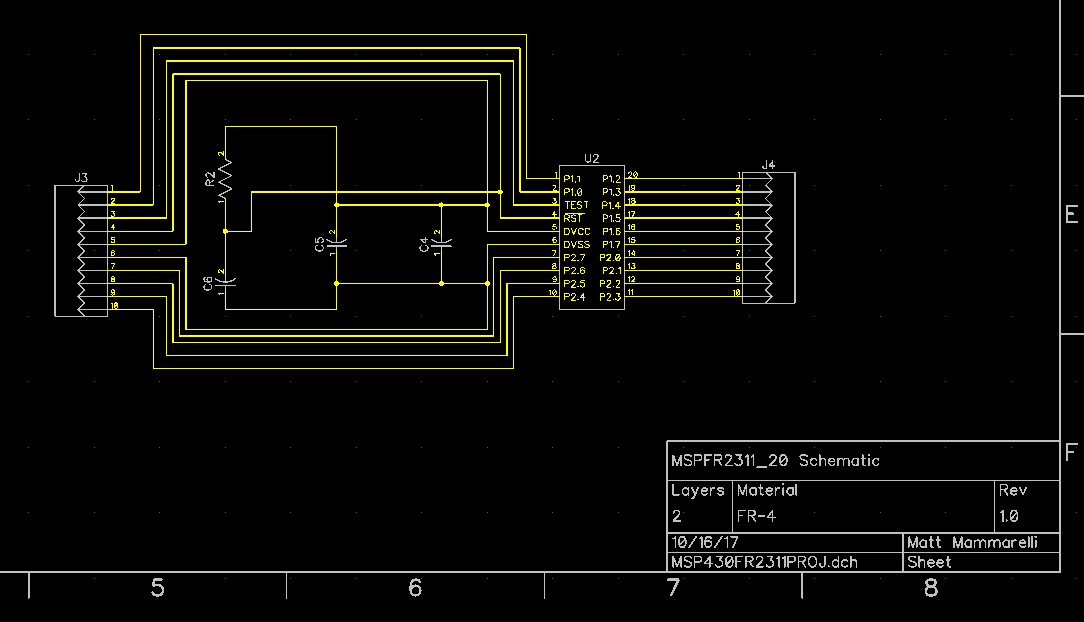 U2
J4
J3
1 P1.1 P1.2 20 1
2 P1.0 P1.3 19 2
3 TEST P1.4 18 3
4 RST P1.5 17 4
5 DVCC P1.6 16 5
6 DVSS P1.7 15 6
7 P2.7 P2.0 14 7
8 P2.6 P2.1 13 8
9 P2.5 P2.2 12 9
10 P2.4 P2.3 11 10
1
2
3
4
5
6
7
8
9
10
2
R2
1
2
C6
1
2
C5
1
2
C4
1
E
F
MSPFR2311_20 Schematic
Layers Material Rev
2 FR-4 1.0
10/16/17 Matt Mammarelli
MSP430FR2311PROJ.dch Sheet
5 6 7 8